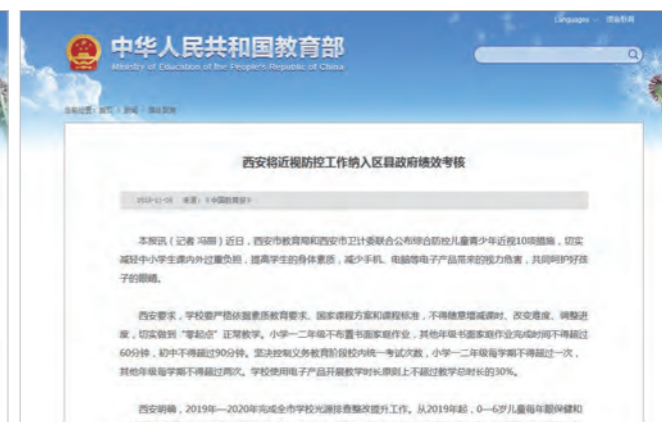 Languages
中华人民共和国教育部
Ministry of Education of the People's Republic of China
当前位置：首页 > 新闻 >
西安将近视防控工作纳入区县政府绩效考核
来源：《中国教育报》
本报讯（记者 冯丽）近日，西安市教育局和西安市卫计委联合公布综合防控儿童青少年近视10项措施，切实
减轻中小学生课内外过重负担，提高学生的身体素质，减少手机、电脑等电子产品带来的视力危害，共同呵护好孩
子的眼睛。
西安要求，学校要严格依据素质教育要求、国家课程方案和课程标准，不得随意增减课时、改变难度、调整进
度，切实做到“零起点”正常教学。小学一二年级不布置书面家庭作业，其他年级书面家庭作业完成时间不得超过
60分钟，初中不得超过90分钟。坚决控制义务教育阶段校内统一考试次数，小学一二年级每学期不得超过一次，
其他年级每学期不得超过两次。学校使用电子产品开展教学时长原则上不超过教学总时长的30%。
西安明确，2019年—2020年完成全市学校光源排查整改提升工作。从2019年起，0—6岁儿童每年眼保健和